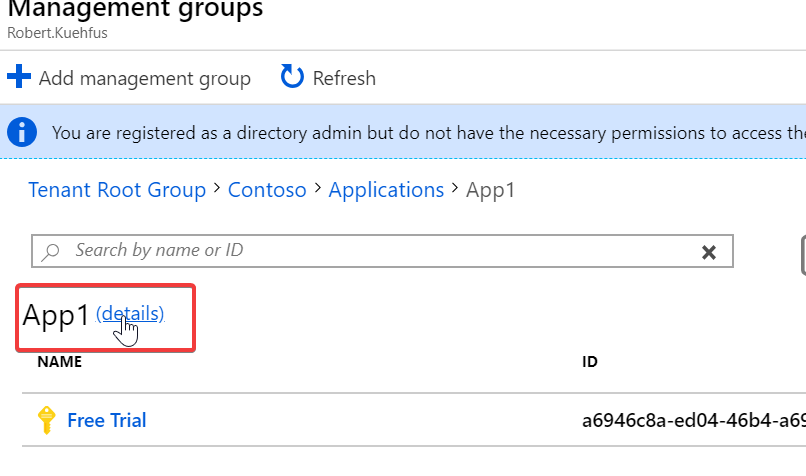 Management groups
Robert.Kuehfus
Add management group Refresh
You are registered as a directory admin but do not have the necessary permissions to access the
Tenant Root Group > Contoso > Applications > App1
Search by name or ID
App1 (details)
NAME ID
Free Trial a6946c8a-ed04-46b4-a69